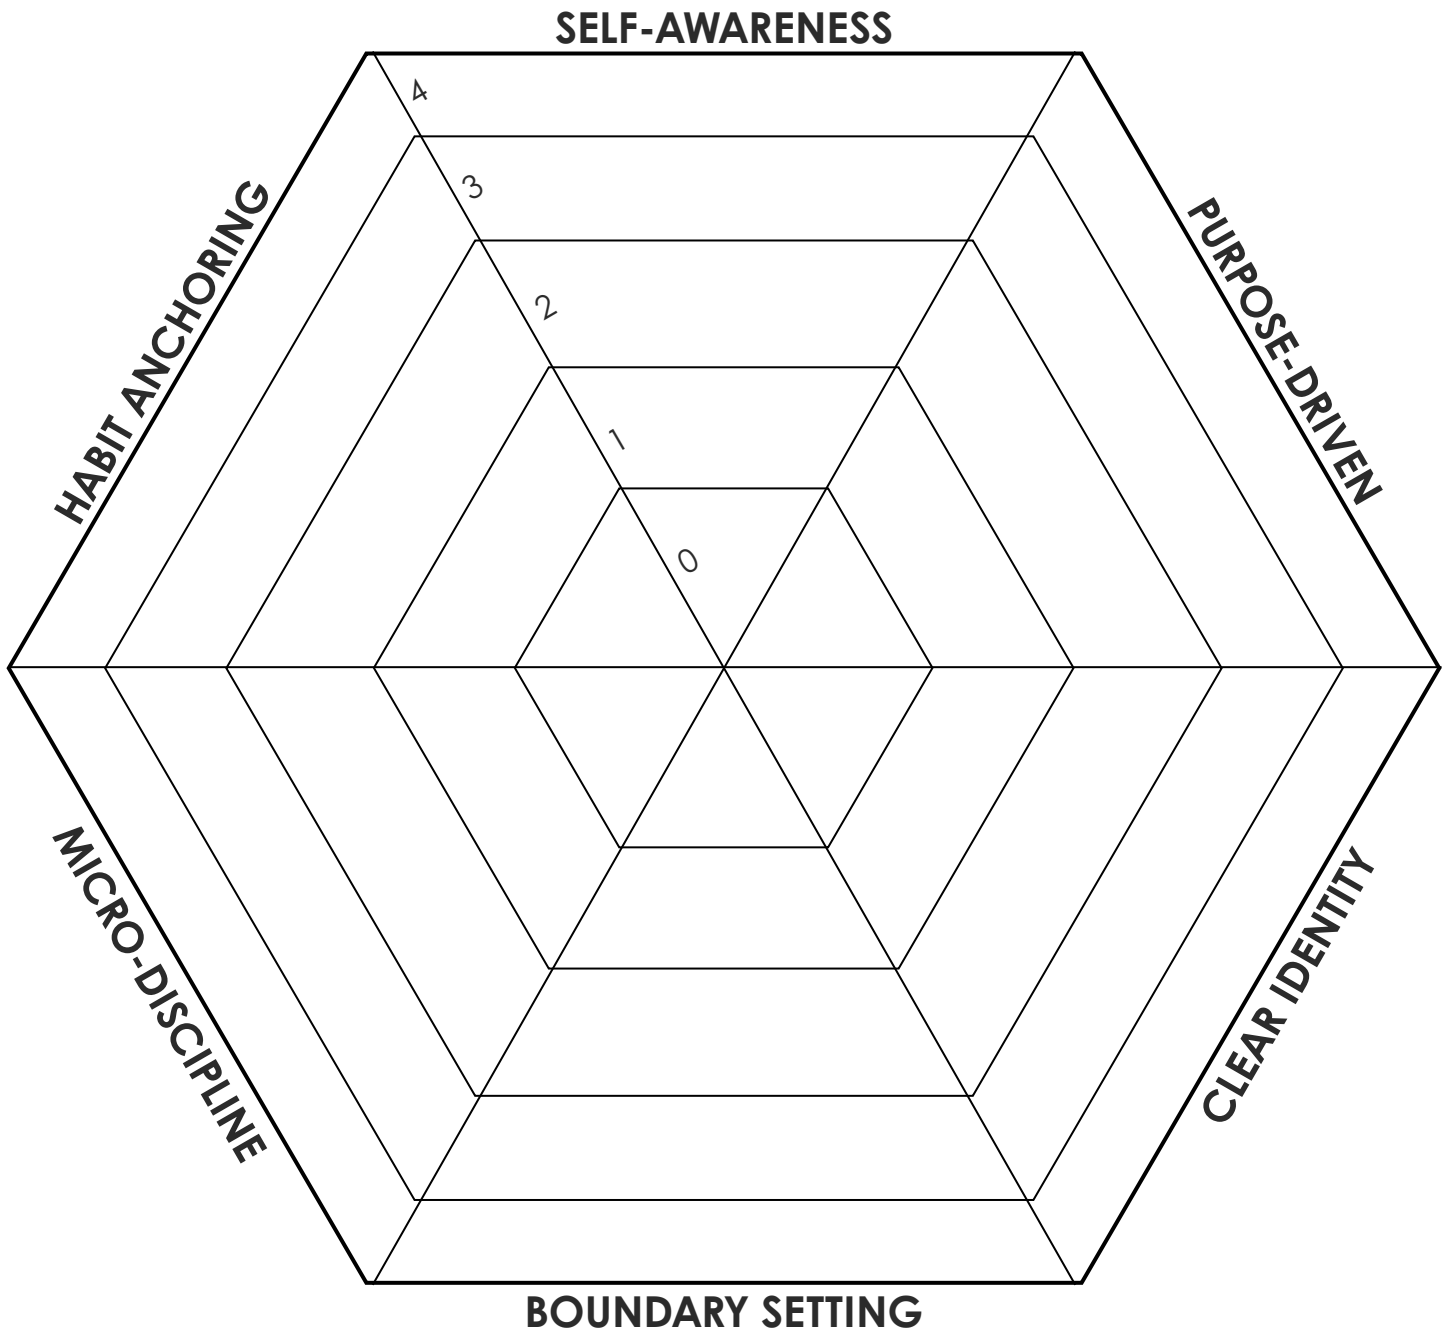 SELF-AWARENESS
4
3
2
1
0
HABIT ANCHORING
PURPOSE-DRIVEN
MICRO-DISCIPLINE
CLEAR IDENTITY
BOUNDARY SETTING